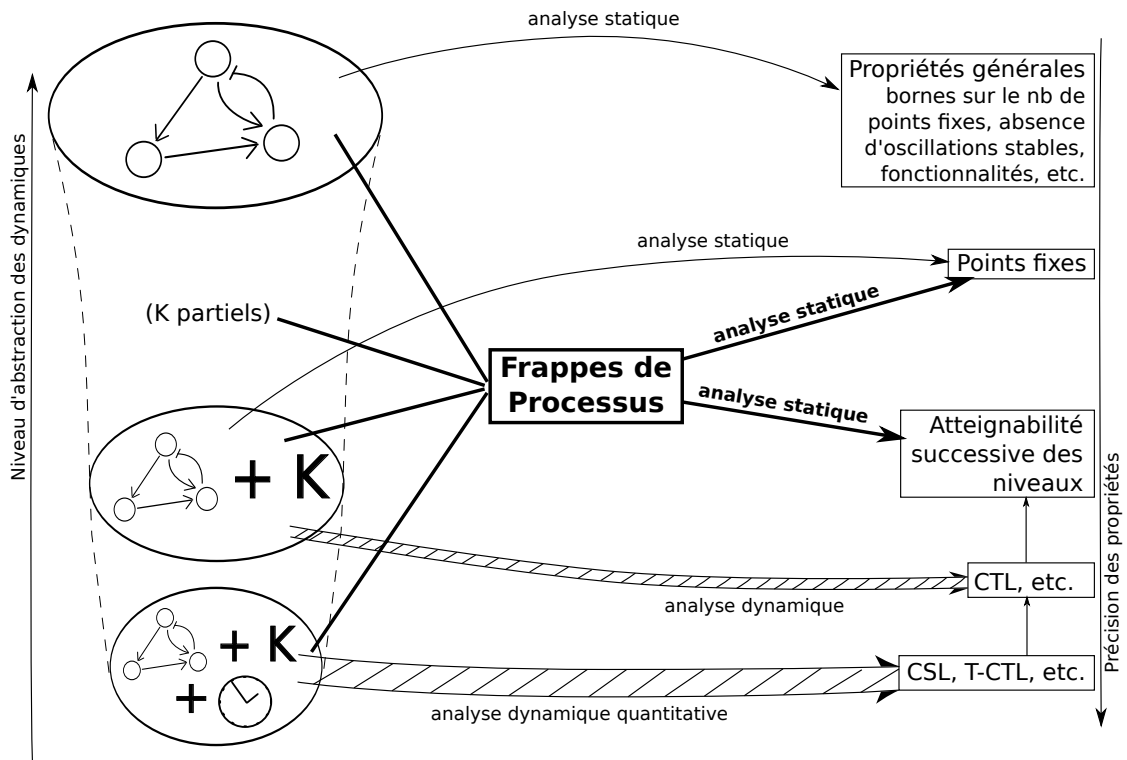 analyse statique
Propriétés générales
bornes sur le nb de
points fixes, absence
d'oscillations stables,
fonctionnalités, etc.
Niveau d'abstraction des dynamiques
analyse statique
Points fixes
(K partiels)
analyse statique
Frappes de
Processus
analyse statique
Atteignabilité
successive des
niveaux
+ K
Précision des propriétés
CTL, etc.
analyse dynamique
+ K
+
CSL, T-CTL, etc.
analyse dynamique quantitative